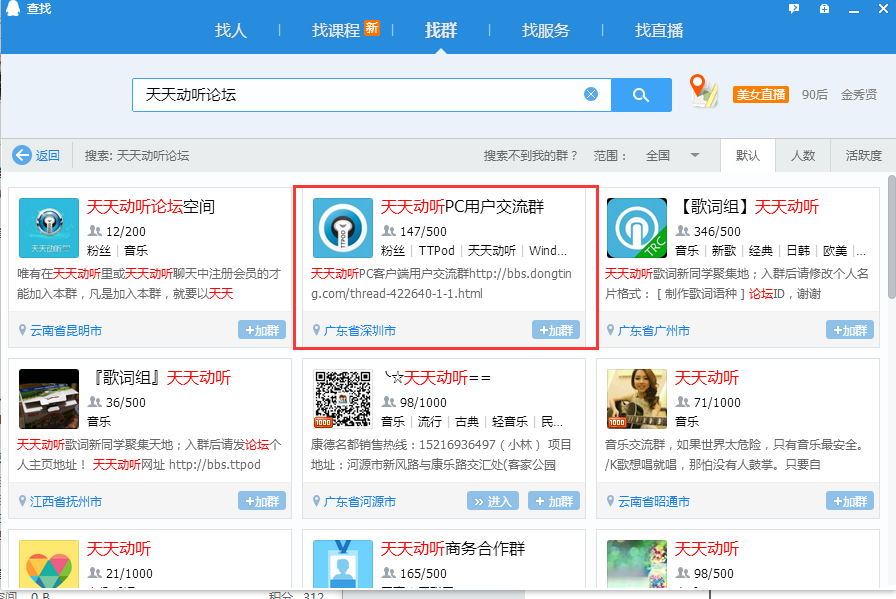 查找
找人
找课程 新
找群
找服务
找直播
天天动听论坛
美女直播 90后 金秀贤
返回 搜索: 天天动听论坛
搜索不到我的群？ 范围： 全国 默认 人数 活跃度
天天动听论坛空间
12/200
粉丝 | 音乐
唯有在天天动听里或天天动听聊天中注册会员的才
能加入本群，凡是加入本群，就要以天天
云南省昆明市 +加群
天天动听PC用户交流群
147/500
粉丝 | TTPod | 天天动听 | Wind...
天天动听PC客户端用户交流群http://bbs.dongtin
g.com/thread-422640-1-1.html
广东省深圳市 +加群
TTPOD
【歌词组】天天动听
346/500
音乐 | 新歌 | 经典 | 日韩 | 欧美 | ...
天天动听歌词新同学聚集地；入群后请修改个人名
片格式： [ 制作歌词语种 ] 论坛ID，谢谢
广东省广州市 +加群
TRC
『歌词组』天天动听
36/500
音乐
天天动听歌词新同学聚集天地；入群后请发论坛个
人主页地址！ 天天动听网址 http://bbs.ttpod
江西省抚州市 +加群
╰☆天天动听==
98/1000
音乐 | 流行 | 古典 | 轻音乐 | 民...
1000
康德名都销售热线：15216936497（小林） 项目
地址：河源市新风路与康乐路交汇处(客家公园
广东省河源市 » 进入 + 加群
天天动听
71/1000
音乐
1000
音乐交流群，如果世界太危险，只有音乐最安全。
/K歌想唱就唱，那怕没有人鼓掌。只要自
云南省昭通市 +加群
天天动听
21/1000
天天动听商务合作群
165/500
天天动听
98/500
0 B 积分 312